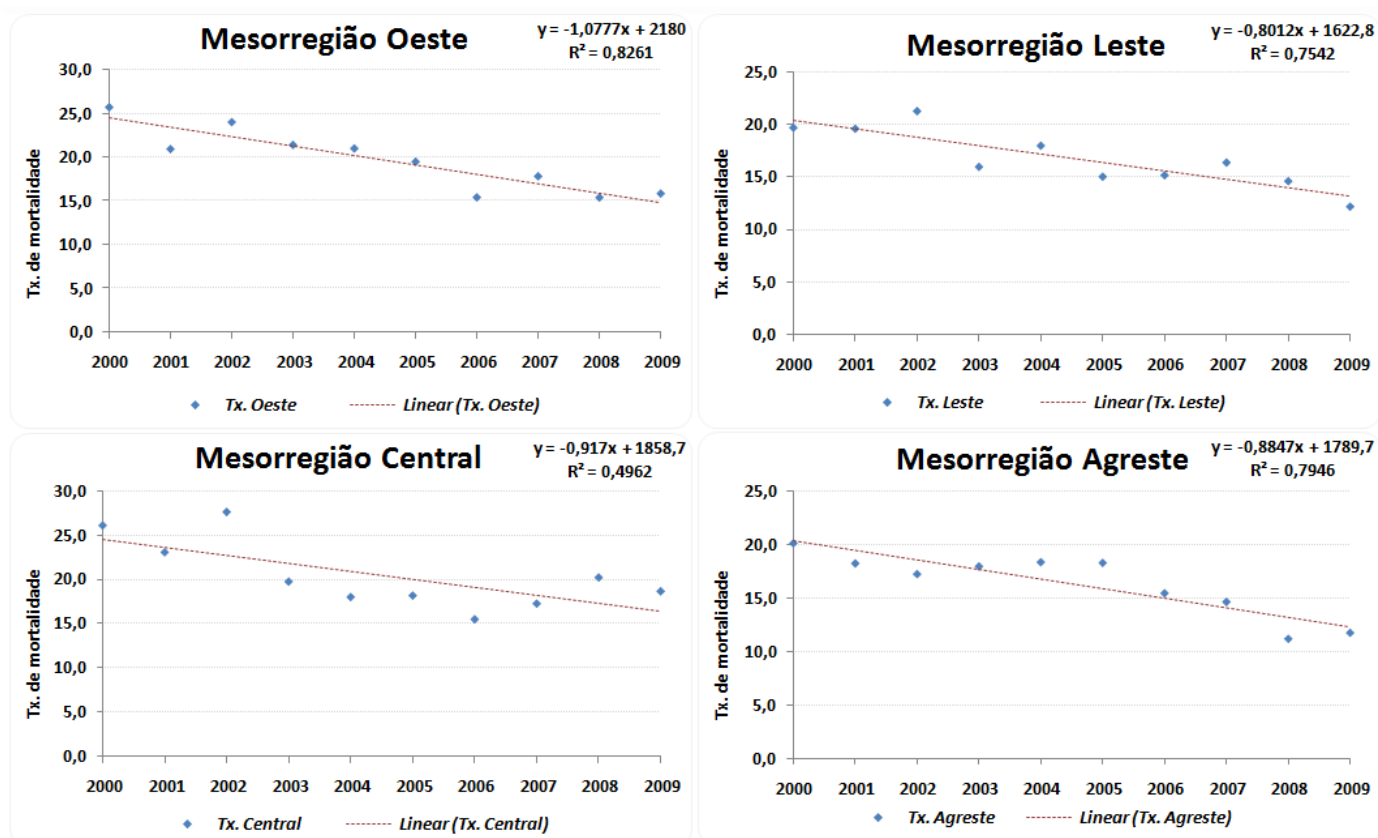 Mesorregião Oeste
y = -1,0777x + 2180
R² = 0,8261
Tx. de mortalidade
30,0
25,0
20,0
15,0
10,0
5,0
0,0
2000 2001 2002 2003 2004 2005 2006 2007 2008 2009
Tx. Oeste Linear (Tx. Oeste)
Mesorregião Leste
y = -0,8012x + 1622,8
R² = 0,7542
Tx. de mortalidade
25,0
20,0
15,0
10,0
5,0
0,0
2000 2001 2002 2003 2004 2005 2006 2007 2008 2009
Tx. Leste Linear (Tx. Leste)
Mesorregião Central
y = -0,917x + 1858,7
R² = 0,4962
Tx. de mortalidade
30,0
25,0
20,0
15,0
10,0
5,0
0,0
2000 2001 2002 2003 2004 2005 2006 2007 2008 2009
Tx. Central Linear (Tx. Central)
Mesorregião Agreste
y = -0,8847x + 1789,7
R² = 0,7946
Tx. de mortalidade
25,0
20,0
15,0
10,0
5,0
0,0
2000 2001 2002 2003 2004 2005 2006 2007 2008 2009
Tx. Agreste Linear (Tx. Agreste)